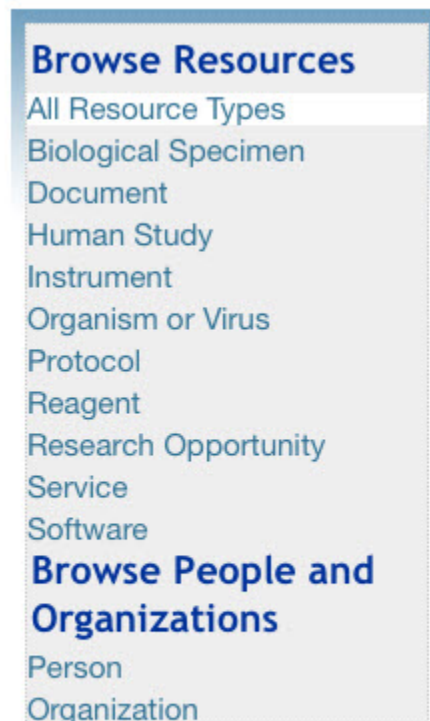 Browse Resources
All Resource Types
Biological Specimen
Document
Human Study
Instrument
Organism or Virus
Protocol
Reagent
Research Opportunity
Service
Software
Browse People and
Organizations
Person
Organization